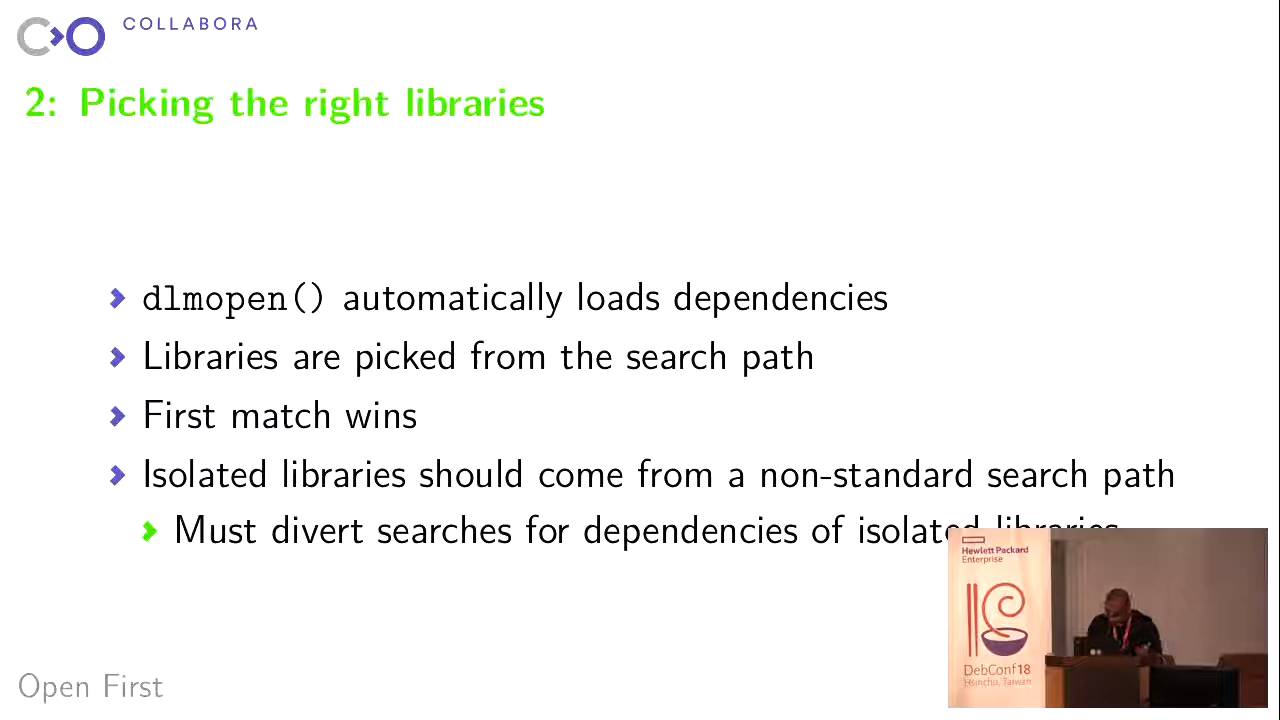 COLLABORA
2: Picking the right libraries
dlmopen() automatically loads dependencies
Libraries are picked from the search path
First match wins
Isolated libraries should come from a non-standard search path
Must divert searches for dependencies of isolated libraries
Hewlett Packard
Enterprise
DebConf18
Hsinchu, Taiwan
Open First